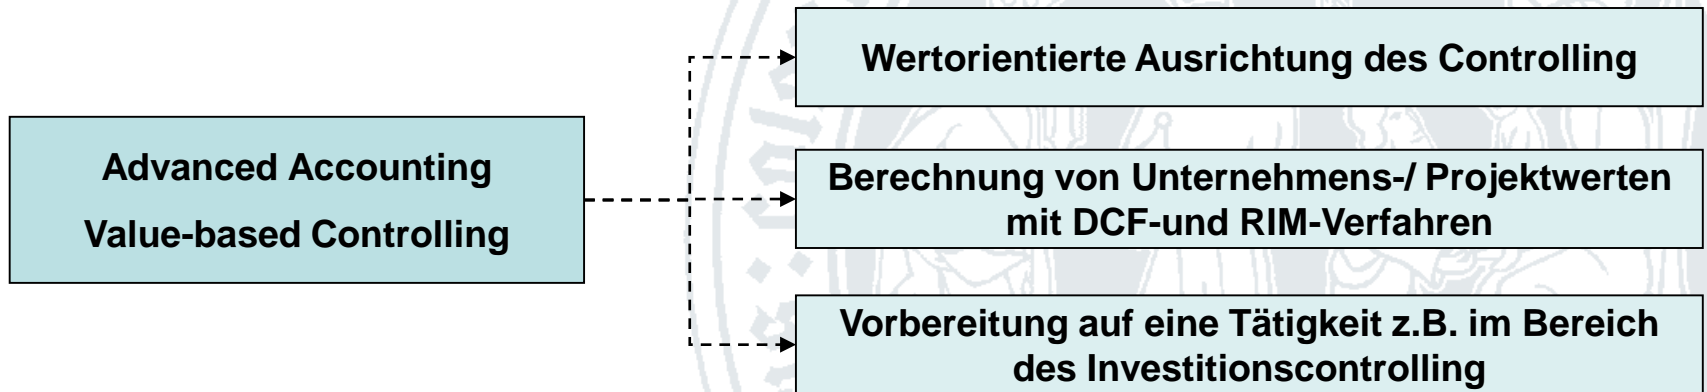 Advanced Accounting
Value-based Controlling
Wertorientierte Ausrichtung des Controlling
Berechnung von Unternehmens-/ Projektwerten
mit DCF-und RIM-Verfahren
Vorbereitung auf eine Tätigkeit z.B. im Bereich
des Investitionscontrolling